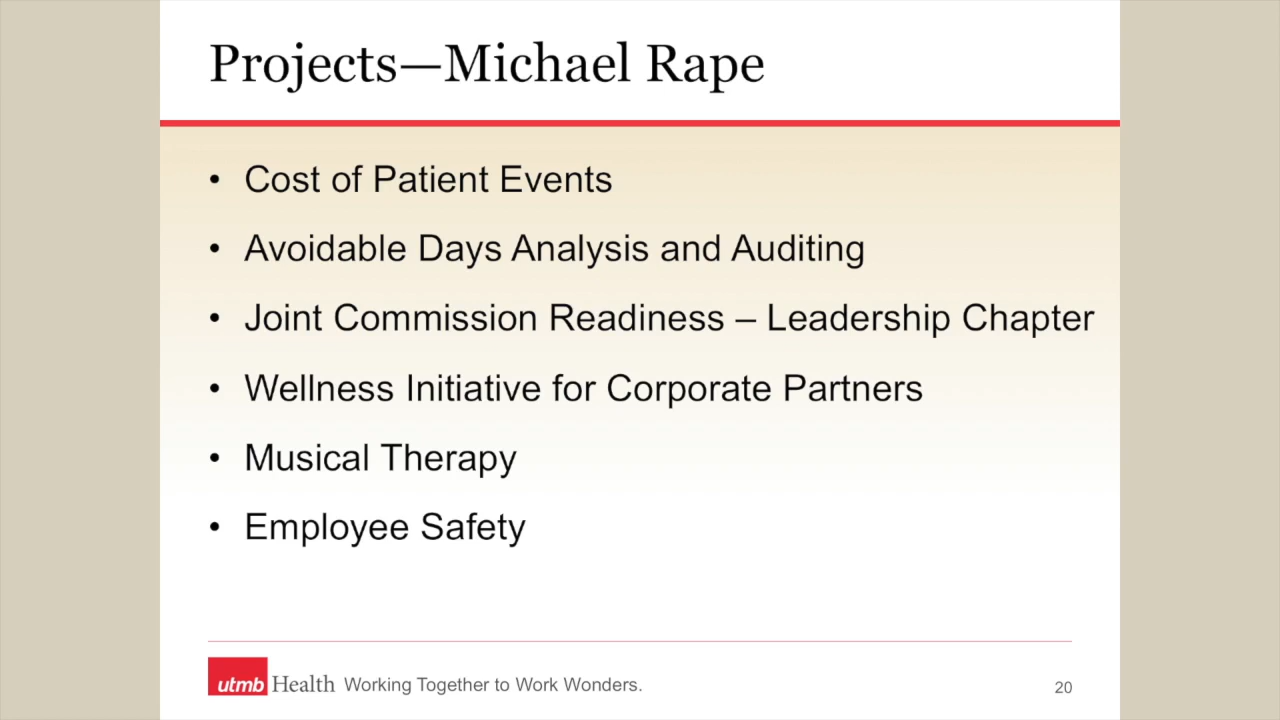 Projects—Michael Rape
• Cost of Patient Events
• Avoidable Days Analysis and Auditing
• Joint Commission Readiness – Leadership Chapter
• Wellness Initiative for Corporate Partners
• Musical Therapy
• Employee Safety
utmb Health Working Together to Work Wonders.
20